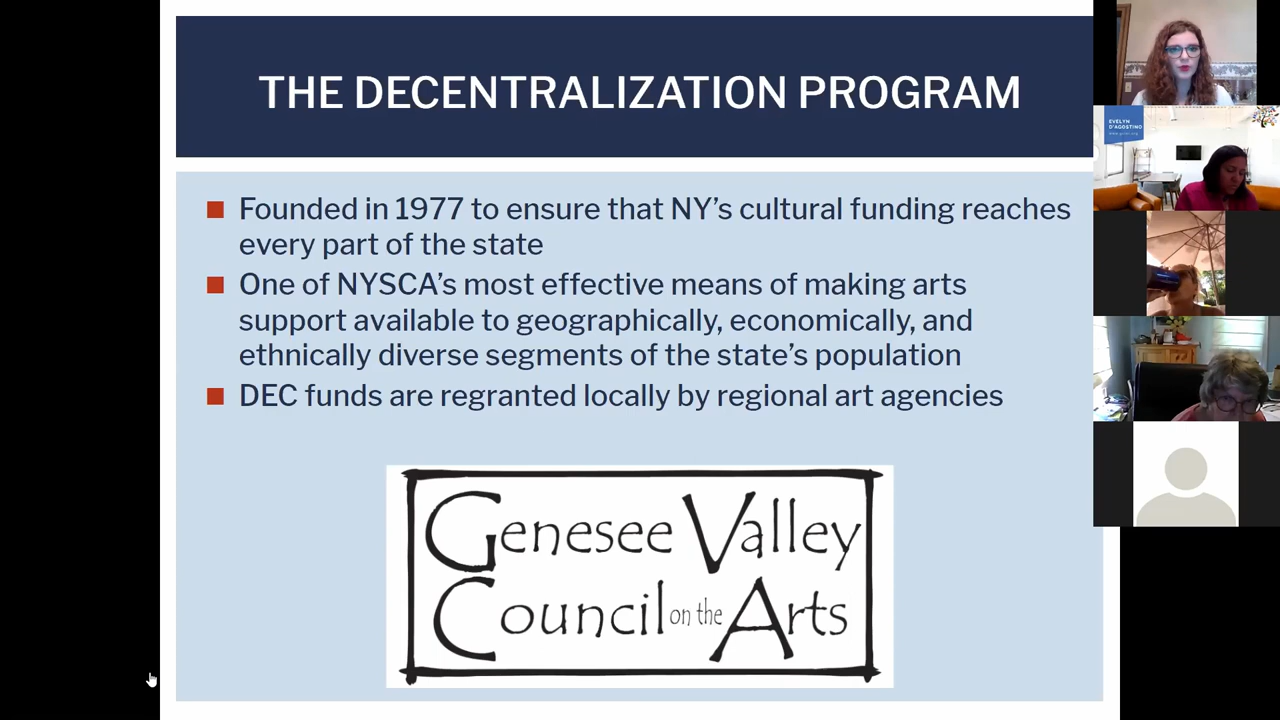 THE DECENTRALIZATION PROGRAM
Founded in 1977 to ensure that NY's cultural funding reaches
every part of the state
One of NYSCA's most effective means of making arts
support available to geographically, economically, and
ethnically diverse segments of the state's population
DEC funds are regranted locally by regional art agencies
Genesee Valley
Council on the Arts
EVELYN
D'AGOSTINO